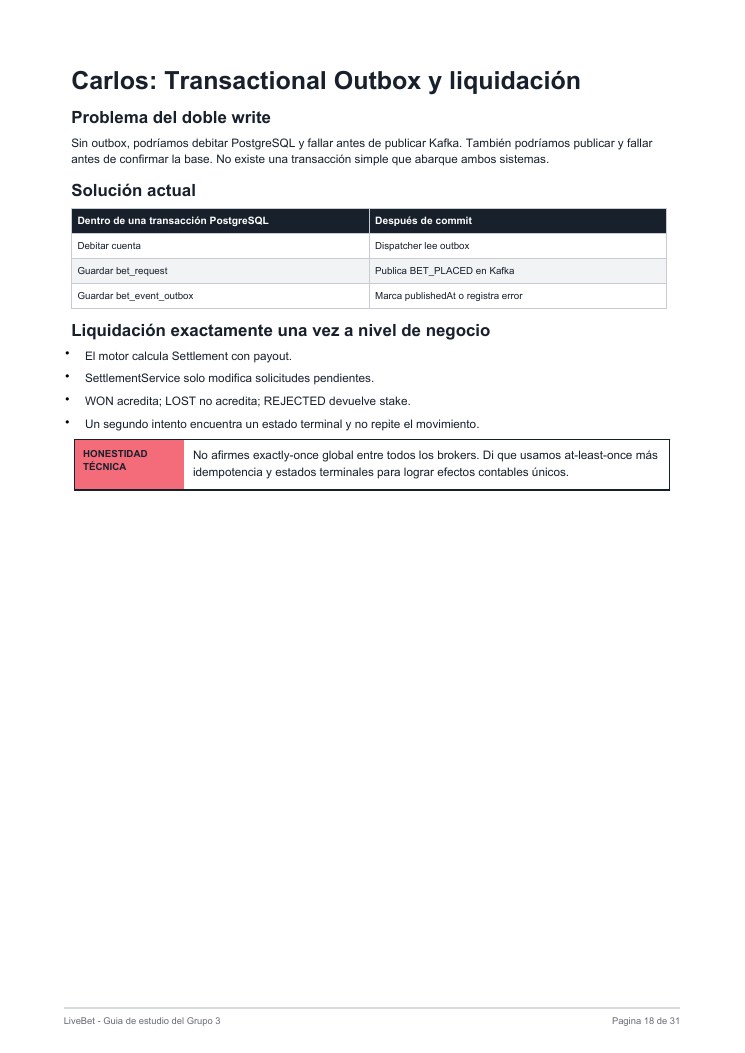 Carlos: Transactional Outbox y liquidación
Problema del doble write
Sin outbox, podríamos debitar PostgreSQL y fallar antes de publicar Kafka. También podríamos publicar y fallar
antes de confirmar la base. No existe una transacción simple que abarque ambos sistemas.
Solución actual
Dentro de una transacción PostgreSQL	Después de commit
Debitar cuenta	Dispatcher lee outbox
Guardar bet_request	Publica BET_PLACED en Kafka
Guardar bet_event_outbox	Marca publishedAt o registra error
Liquidación exactamente una vez a nivel de negocio
• El motor calcula Settlement con payout.
• SettlementService solo modifica solicitudes pendientes.
• WON acredita; LOST no acredita; REJECTED devuelve stake.
• Un segundo intento encuentra un estado terminal y no repite el movimiento.
HONESTIDAD
TÉCNICA
No afirmes exactly-once global entre todos los brokers. Di que usamos at-least-once más
idempotencia y estados terminales para lograr efectos contables únicos.
LiveBet - Guia de estudio del Grupo 3	Pagina 18 de 31